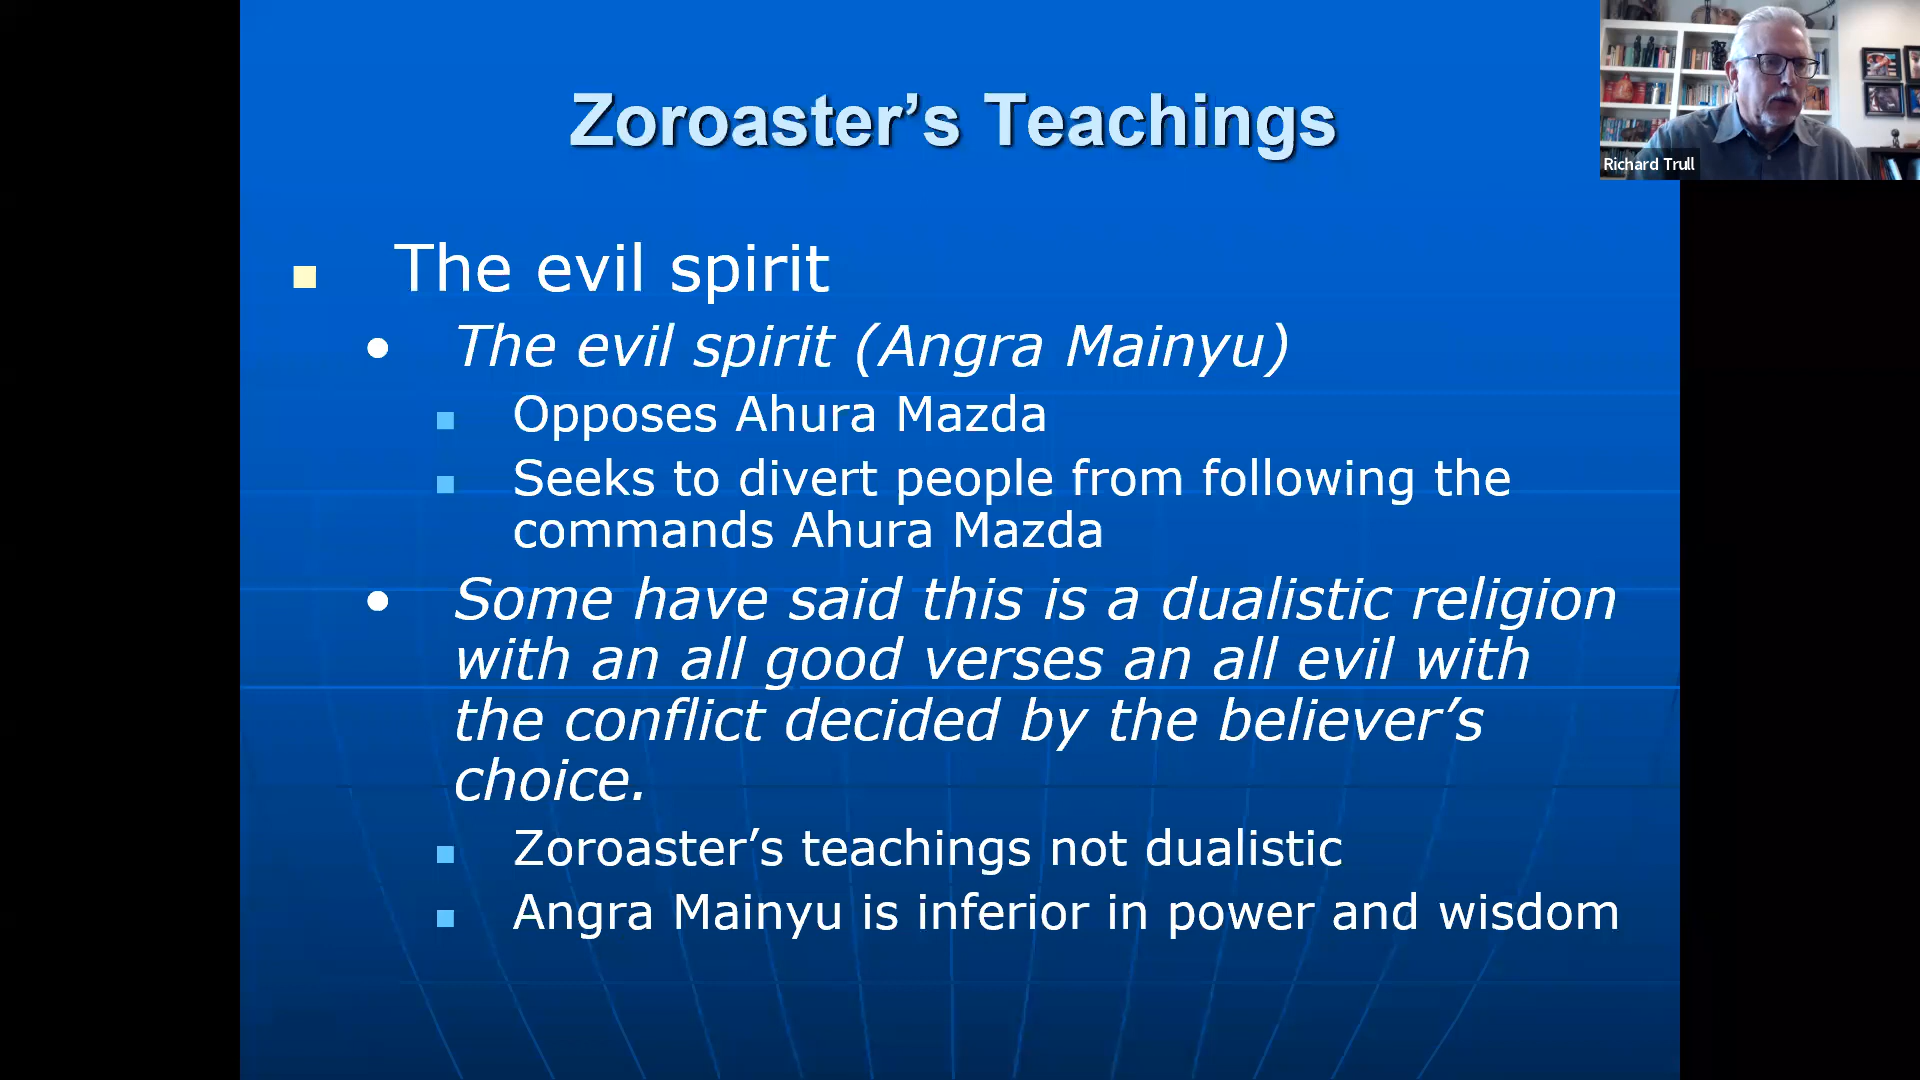 Zoroaster’s Teachings
Richard Trull
The evil spirit
The evil spirit (Angra Mainyu)
Opposes Ahura Mazda
Seeks to divert people from following the
commands Ahura Mazda
Some have said this is a dualistic religion
with an all good verses an all evil with
the conflict decided by the believer’s
choice.
Zoroaster’s teachings not dualistic
Angra Mainyu is inferior in power and wisdom